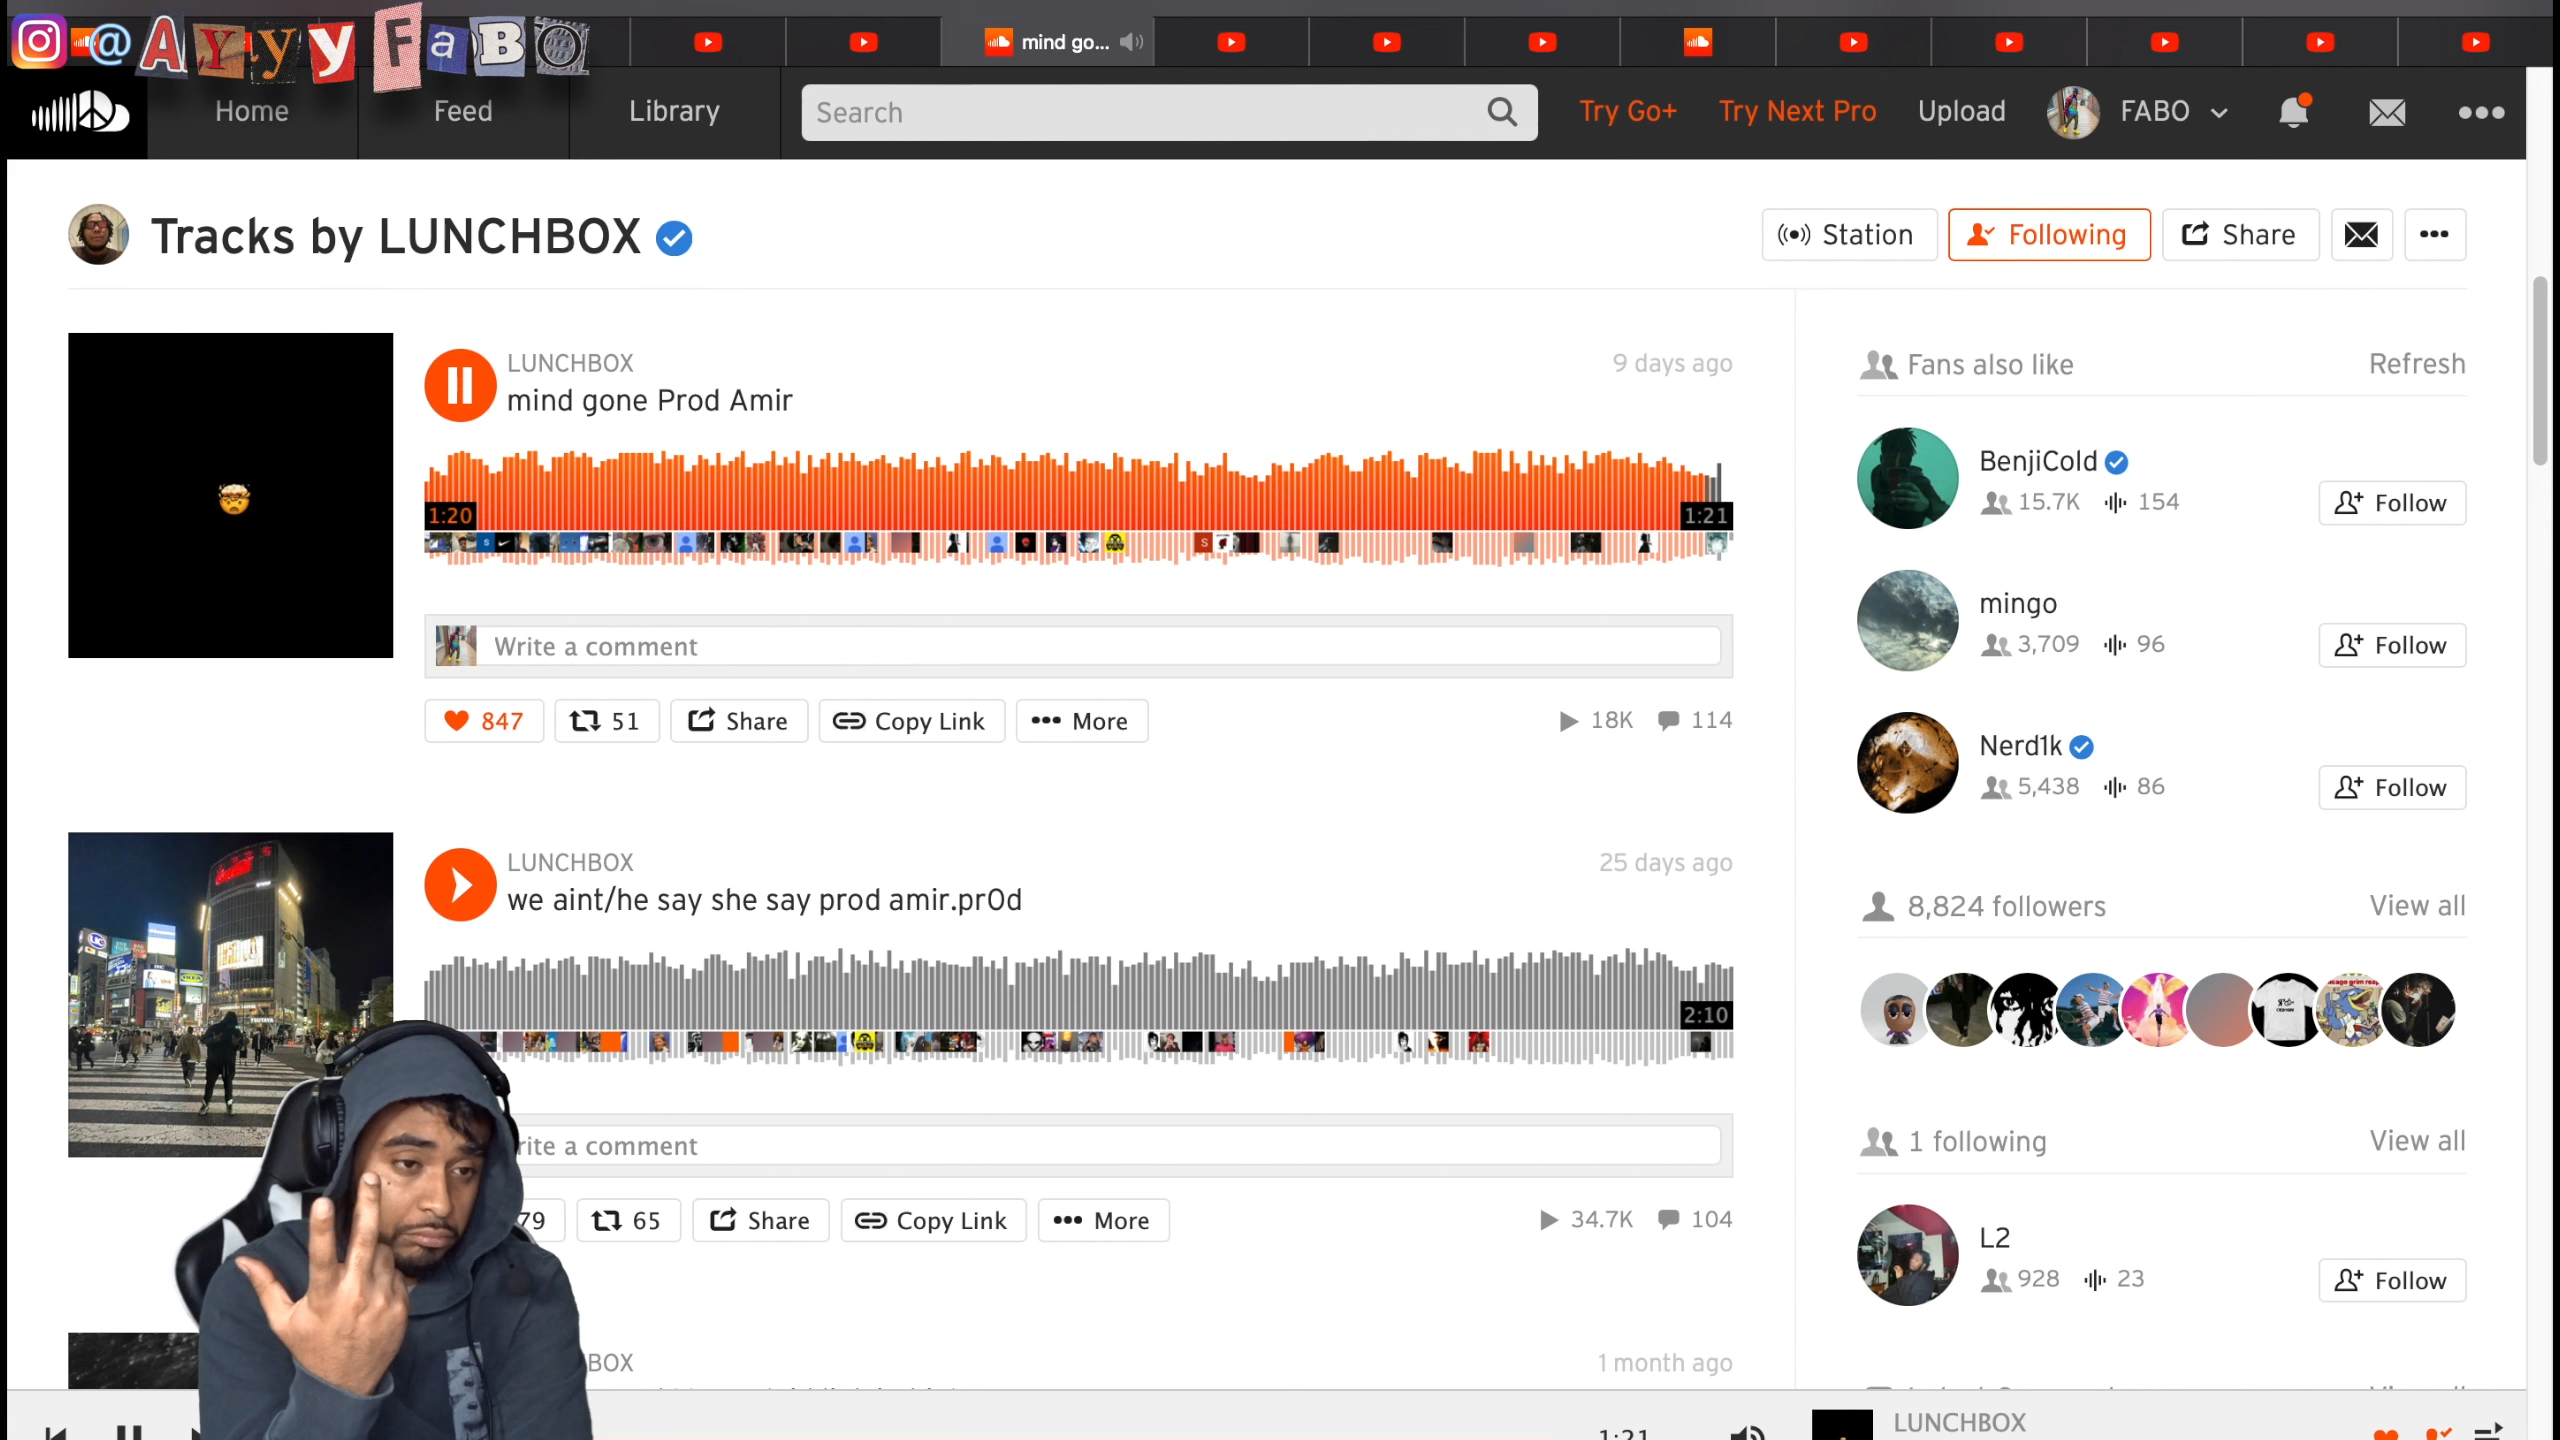 @AYyyFaBO
mind go...
Home
Feed
Library
Search
Try Go+
Try Next Pro
Upload
FABO
Tracks by LUNCHBOX
Station
Following
Share
LUNCHBOX
9 days ago
mind gone Prod Amir
1:20
1:21
Write a comment
847
51
Share
Copy Link
More
18K
114
LUNCHBOX
25 days ago
we aint/he say she say prod amir.pr0d
2:10
rite a comment
79
65
Share
Copy Link
More
34.7K
104
BOX
1 month ago
Fans also like
Refresh
BenjiCold
15.7K
154
Follow
mingo
3,709
96
Follow
Nerd1k
5,438
86
Follow
8,824 followers
View all
1 following
View all
L2
928
23
Follow
1:21
LUNCHBOX